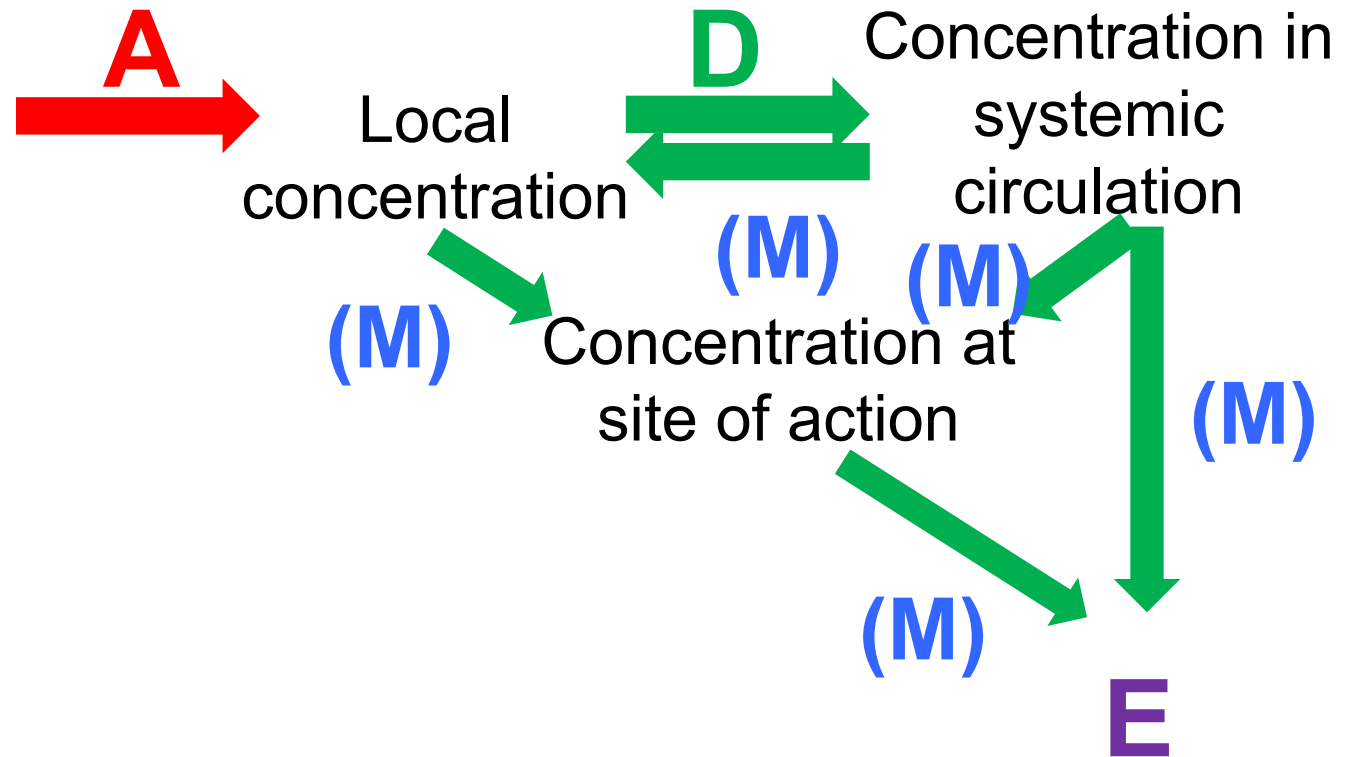 A
D
Concentration in
systemic
circulation
Local
concentration
(M)
(M)
(M)
Concentration at
site of action
(M)
(M)
E